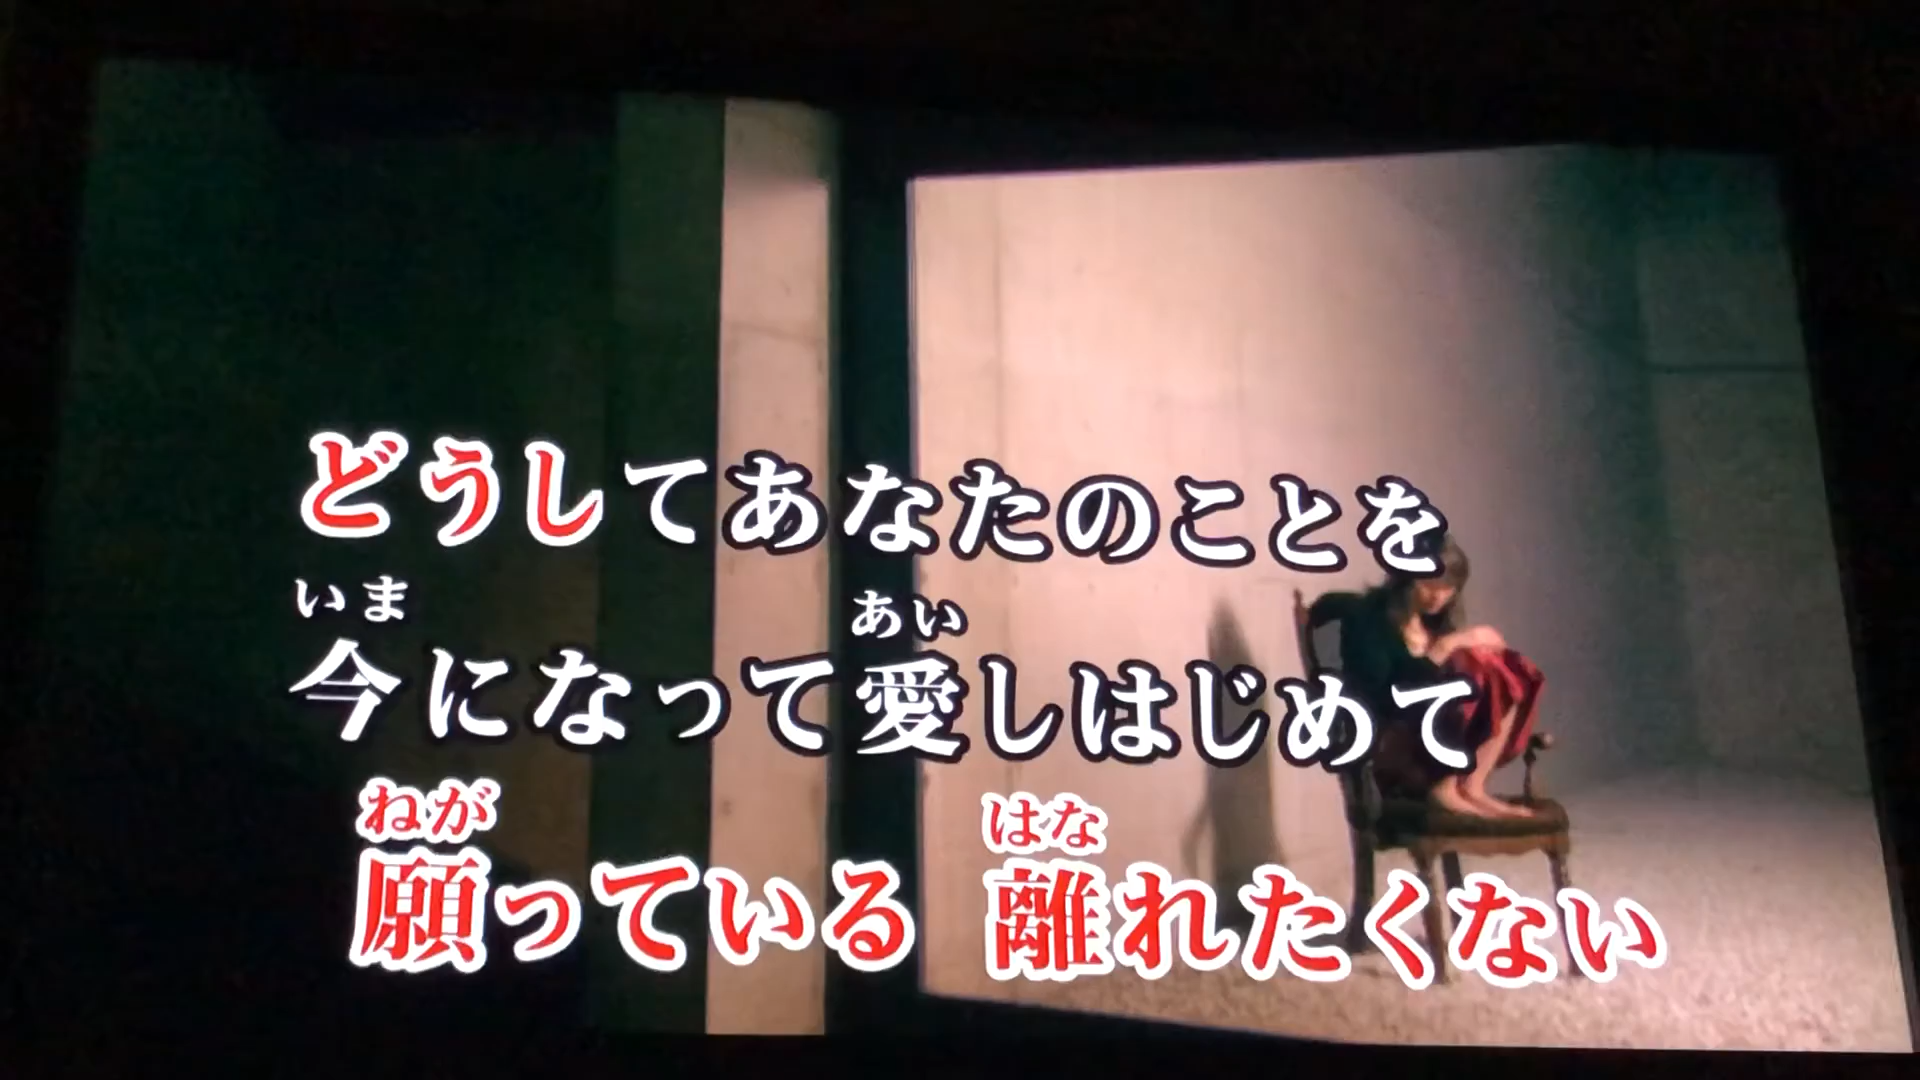 どうしてあなたのことを
いま あい
今になって愛しはじめて
ねが はな
願っている 離れたくない